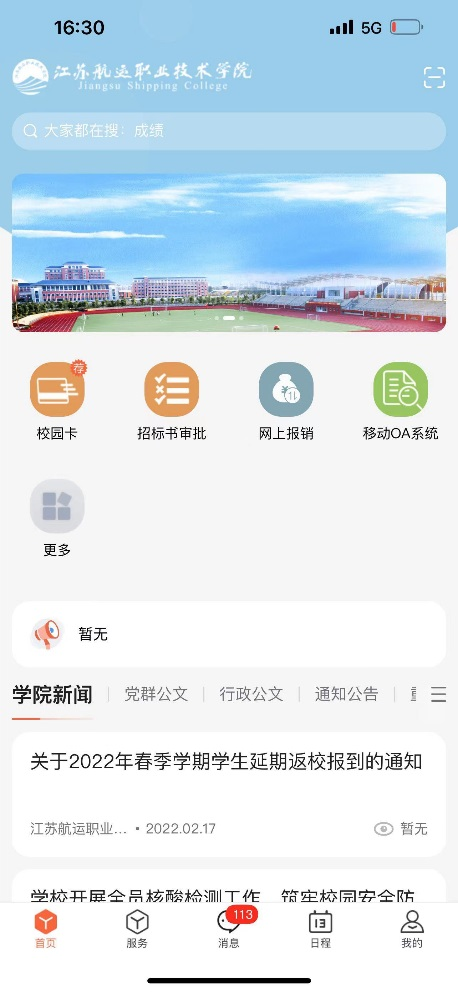 16:30
5G
江苏航运职业技术学院
Jiangsu Shipping College
大家都在搜：成绩
荐
校园卡
招标书审批
网上报销
移动OA系统
更多
暂无
学院新闻
党群公文
行政公文
通知公告
关于2022年春季学期学生延期返校报到的通知
江苏航运职业... • 2022.02.17
暂无
学校开展全员核酸检测工作 筑牢校园安全防
113
首页
服务
消息
13
日程
我的